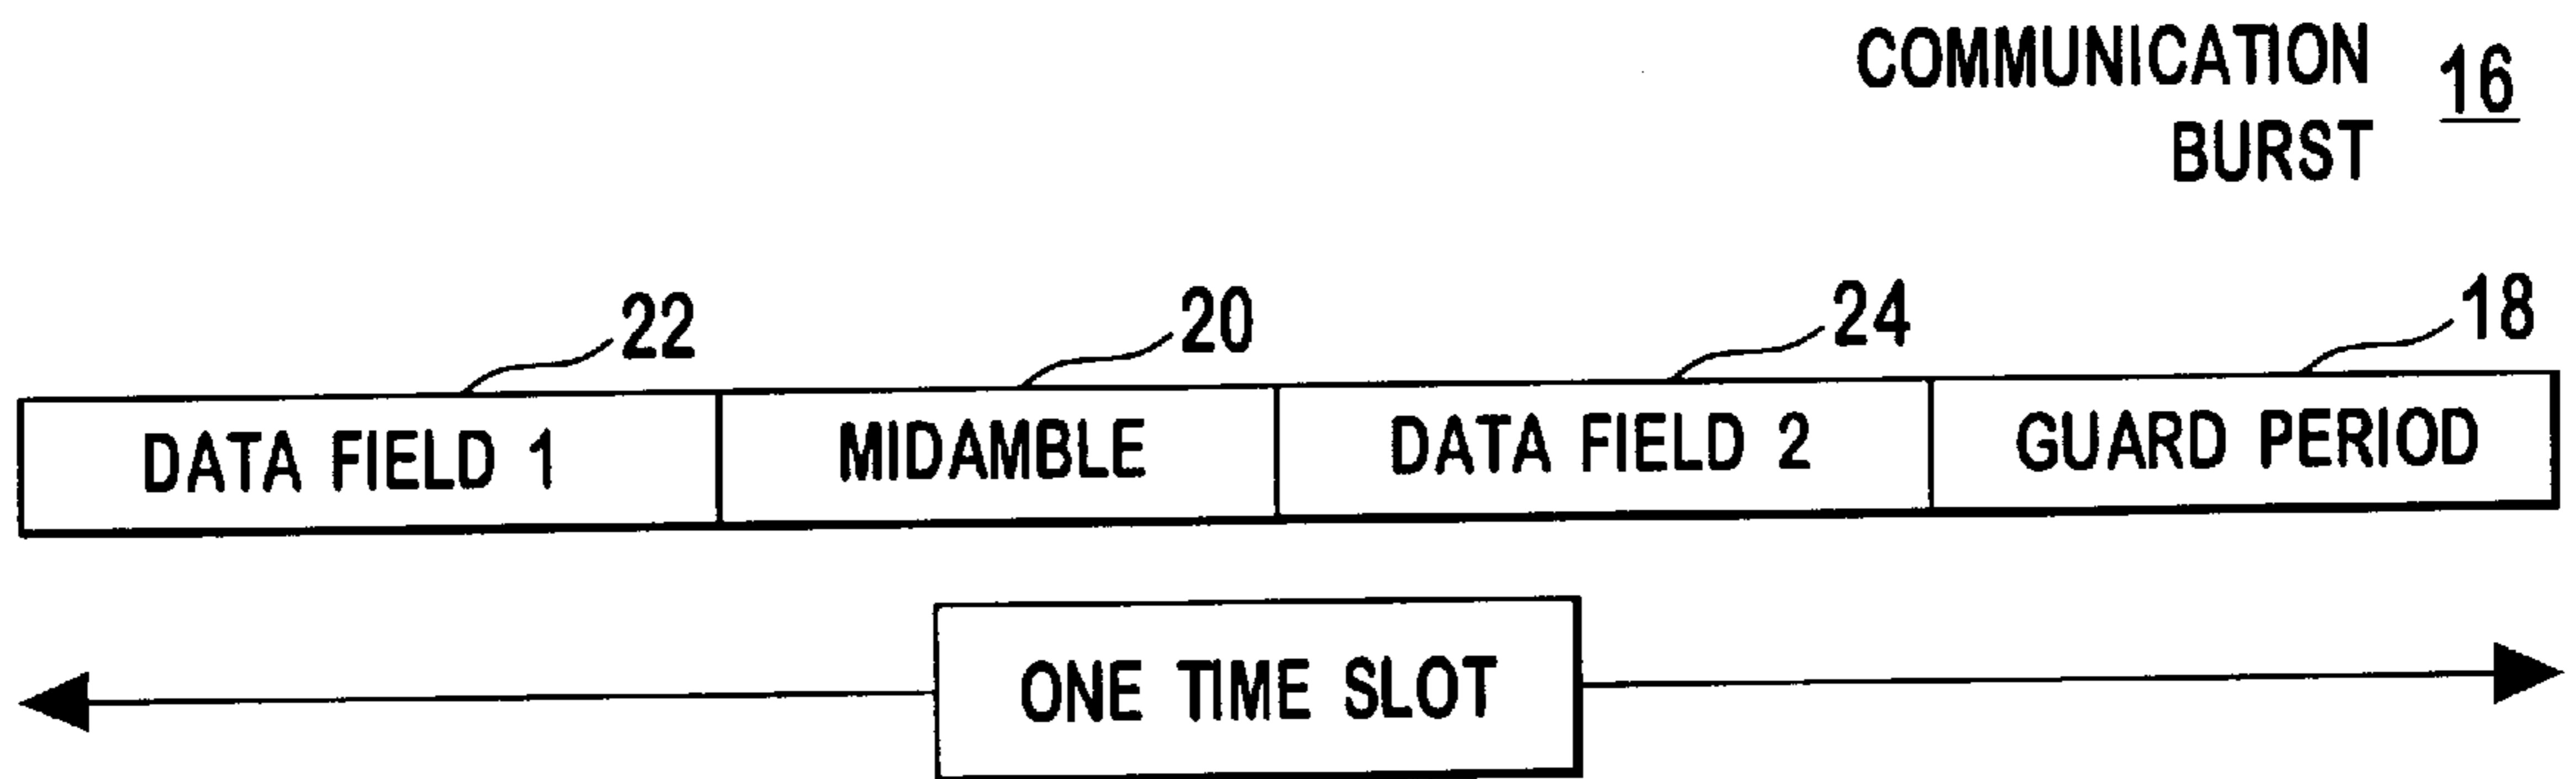 COMMUNICATION 16
BURST
22 20 24 18
DATA FIELD 1 MIDAMBLE DATA FIELD 2 GUARD PERIOD
ONE TIME SLOT